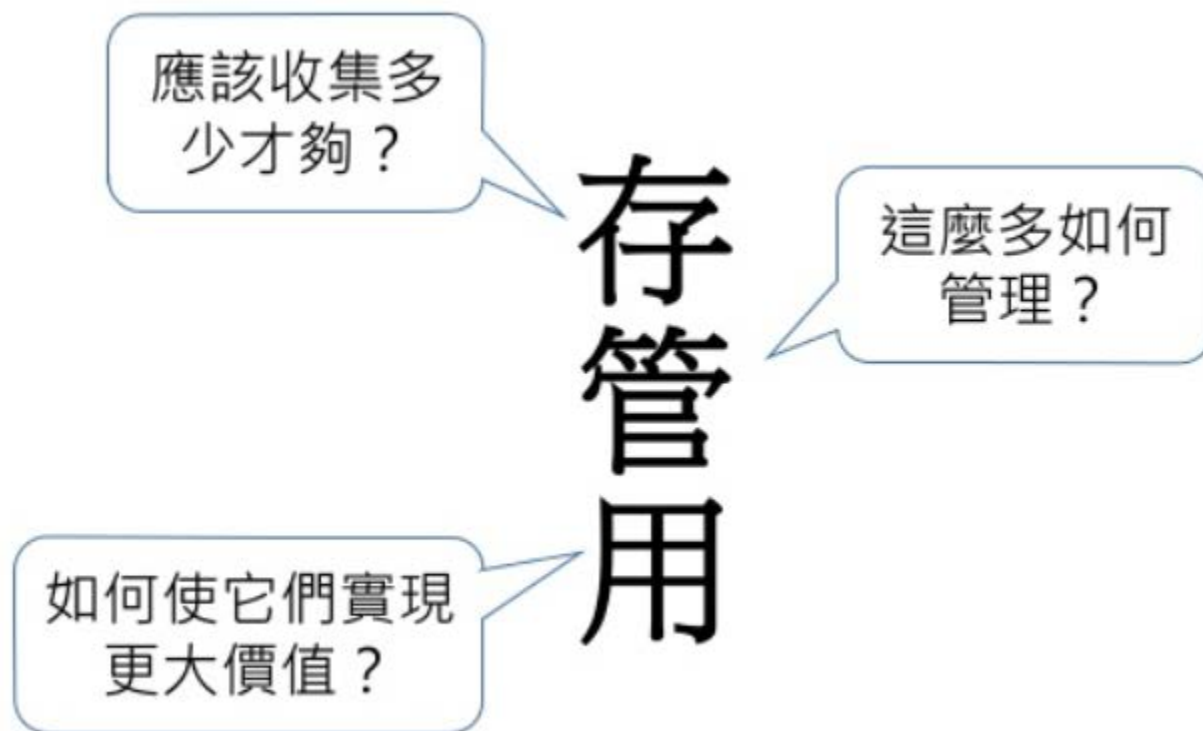 應該收集多
少才夠？
存
管
用
這麼多如何
管理？
如何使它們實現
更大價值？